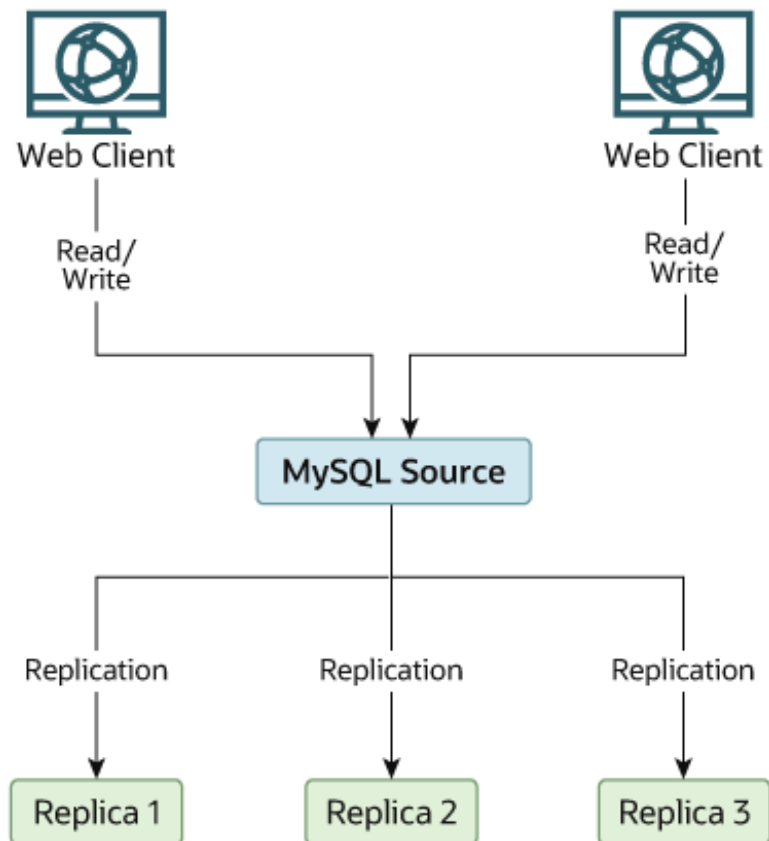 Web Client
Web Client
Read/
Write
Read/
Write
MySQL Source
Replication
Replication
Replication
Replica 1
Replica 2
Replica 3